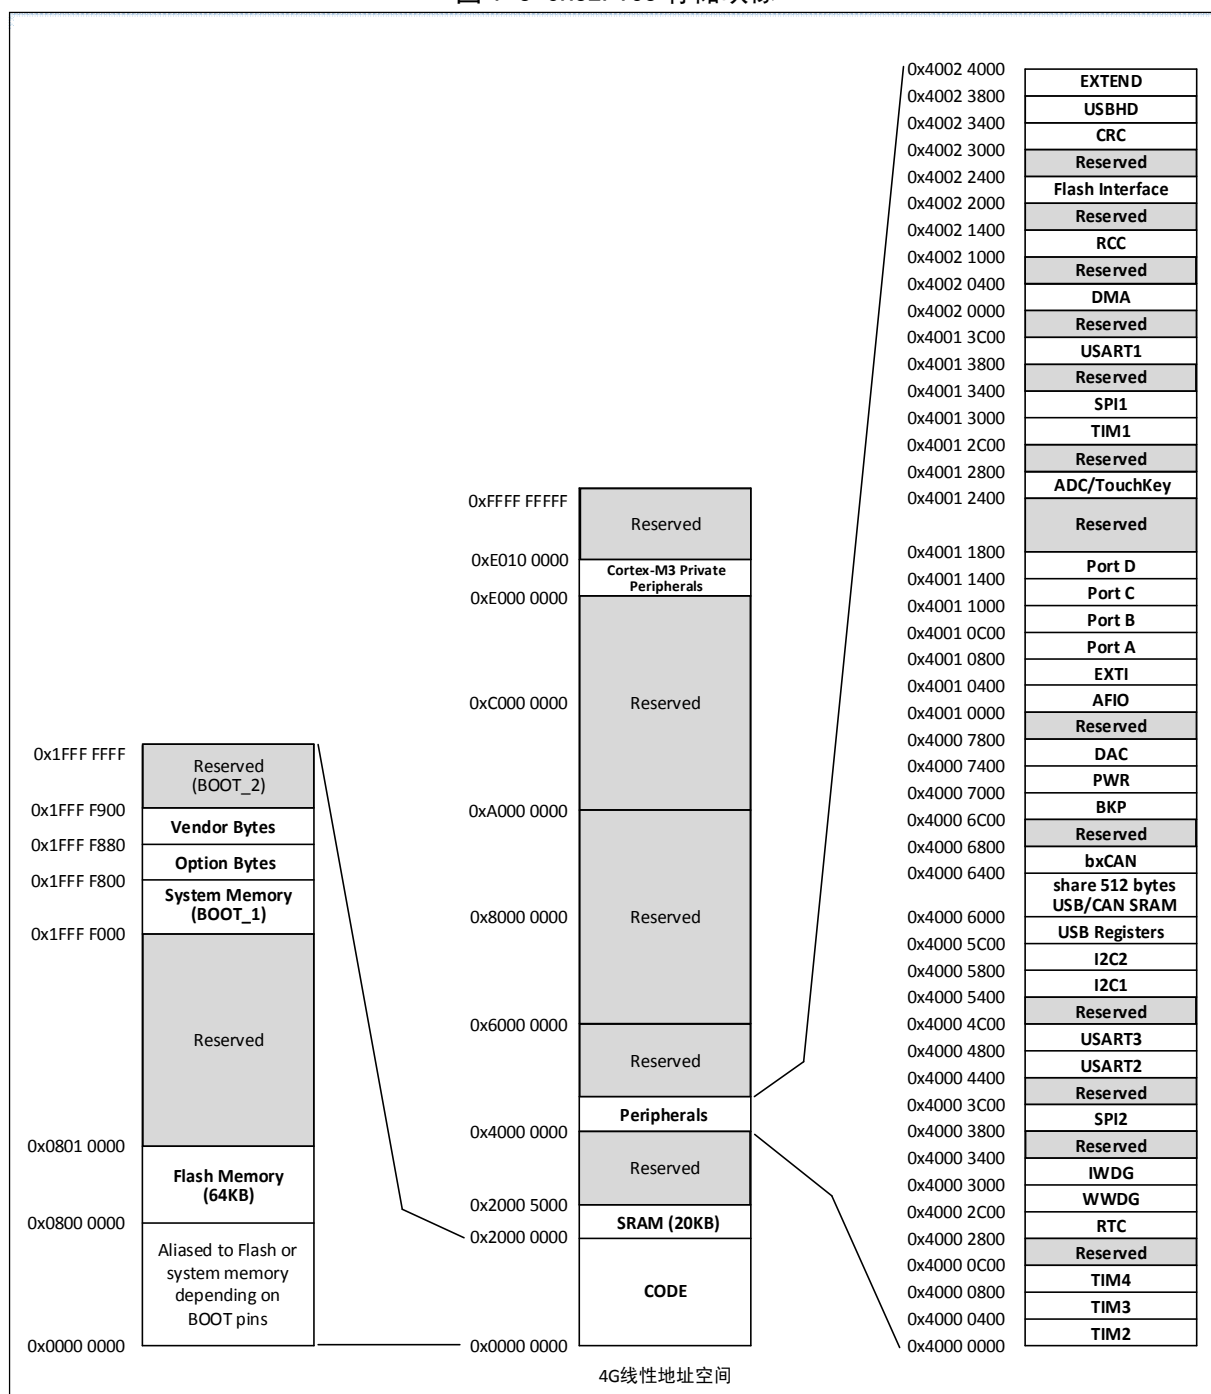 0x1FFF FFFF
Reserved
(BOOT_2)
0x1FFF F900
Vendor Bytes
0x1FFF F880
Option Bytes
0x1FFF F800
System Memory
(BOOT_1)
0x1FFF F000
Reserved
0x0801 0000
Flash Memory
(64KB)
0x0800 0000
Aliased to Flash or
system memory
depending on
BOOT pins
0x0000 0000
0xFFFF FFFFF
Reserved
0xE010 0000
Cortex-M3 Private
Peripherals
0xE000 0000
Reserved
0xC000 0000
0xA000 0000
Reserved
0x8000 0000
0x6000 0000
Reserved
Peripherals
0x4000 0000
Reserved
0x2000 5000
SRAM (20KB)
0x2000 0000
CODE
0x0000 0000
4G线性地址空间
0x4002 4000
EXTEND
0x4002 3800
USBHD
0x4002 3400
CRC
0x4002 3000
Reserved
0x4002 2400
Flash Interface
0x4002 2000
Reserved
0x4002 1400
RCC
0x4002 1000
Reserved
0x4002 0400
DMA
0x4002 0000
Reserved
0x4001 3C00
USART1
0x4001 3800
Reserved
0x4001 3400
SPI1
0x4001 3000
TIM1
0x4001 2C00
Reserved
0x4001 2800
ADC/TouchKey
0x4001 2400
Reserved
0x4001 1800
Port D
0x4001 1400
Port C
0x4001 1000
Port B
0x4001 0C00
Port A
0x4001 0800
EXTI
0x4001 0400
AFIO
0x4001 0000
Reserved
0x4000 7800
DAC
0x4000 7400
PWR
0x4000 7000
BKP
0x4000 6C00
Reserved
0x4000 6800
bxCAN
0x4000 6400
share 512 bytes
USB/CAN SRAM
0x4000 6000
USB Registers
0x4000 5C00
I2C2
0x4000 5800
I2C1
0x4000 5400
Reserved
0x4000 4C00
USART3
0x4000 4800
USART2
0x4000 4400
Reserved
0x4000 3C00
SPI2
0x4000 3800
Reserved
0x4000 3400
IWDG
0x4000 3000
WWDG
0x4000 2C00
RTC
0x4000 2800
Reserved
0x4000 0C00
TIM4
0x4000 0800
TIM3
0x4000 0400
TIM2
0x4000 0000